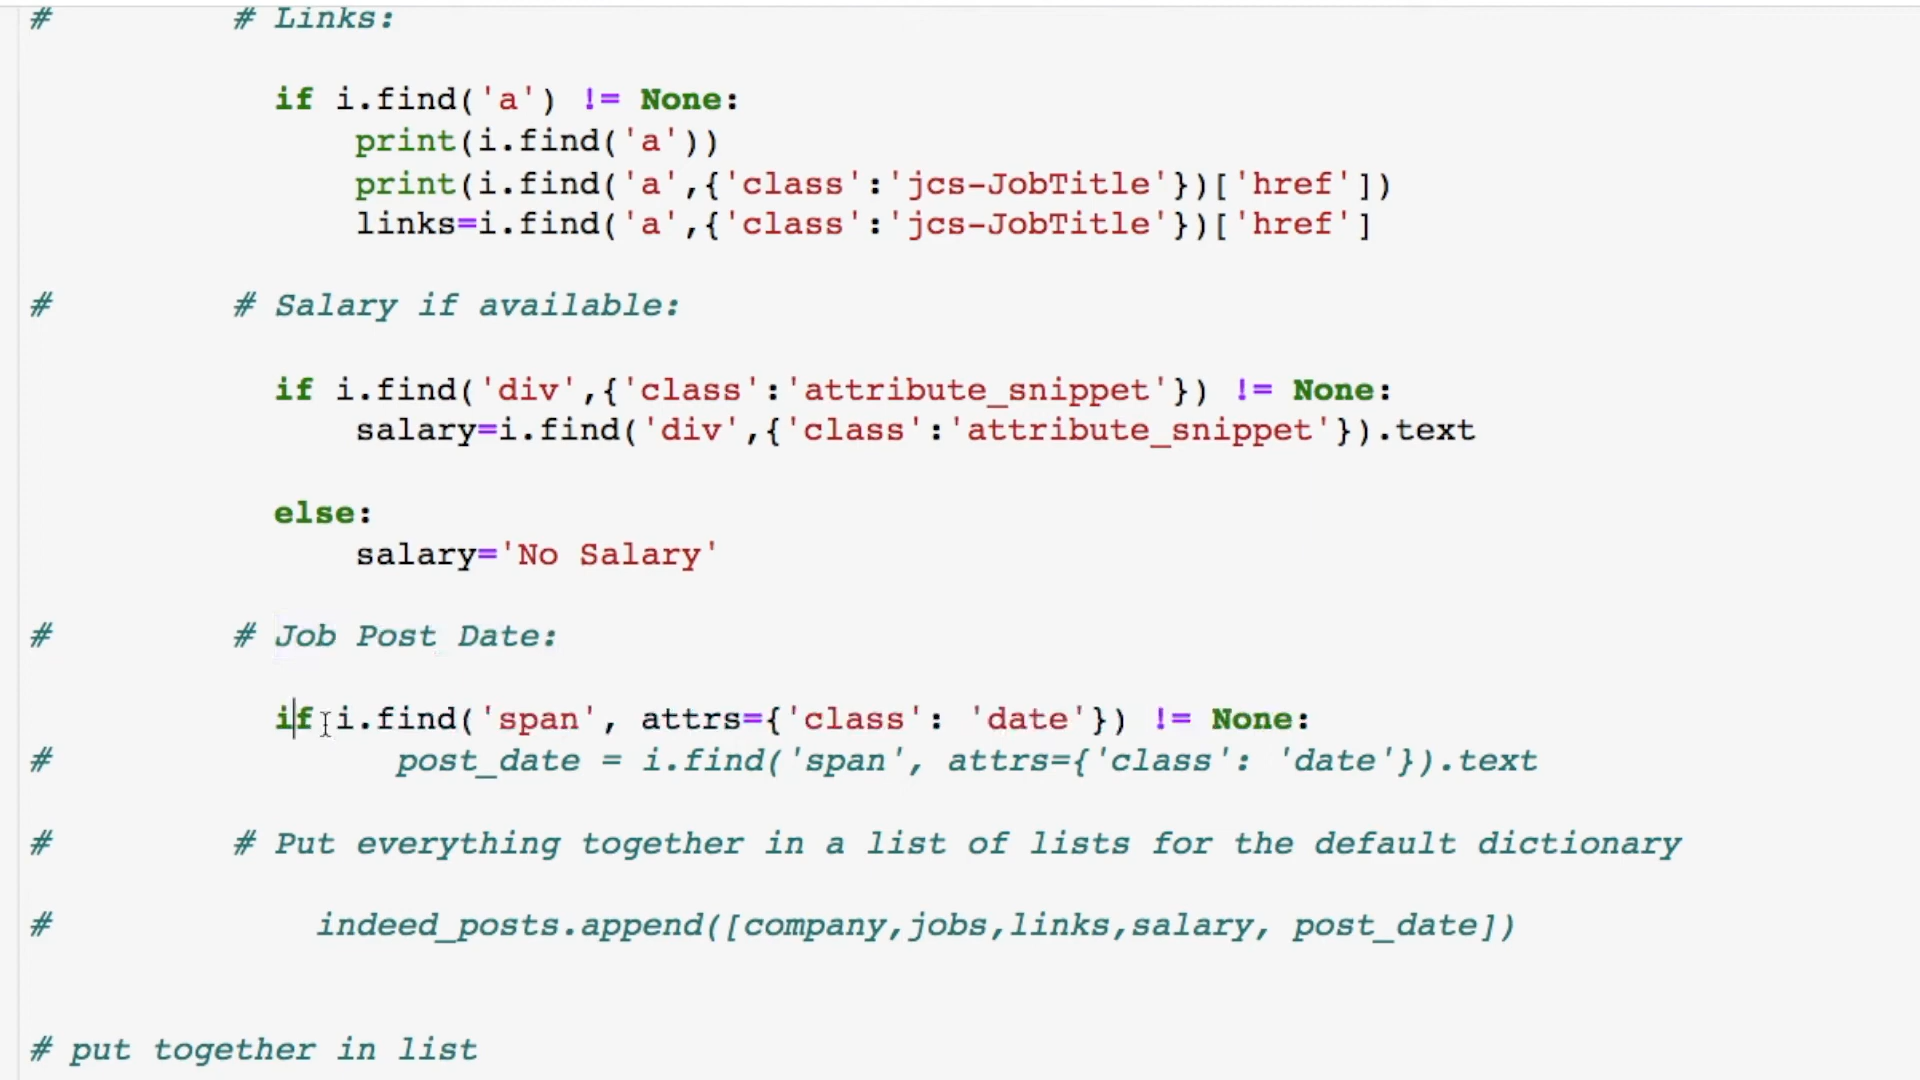 # # Links:
if i.find('a') != None:
print(i.find('a'))
print(i.find('a',{'class':'jcs-JobTitle'})['href'])
links=i.find('a',{'class':'jcs-JobTitle'})['href']
# # Salary if available:
if i.find('div',{'class':'attribute_snippet'}) != None:
salary=i.find('div',{'class':'attribute_snippet'}).text
else:
salary='No Salary'
# # Job Post Date:
if i.find('span', attrs={'class': 'date'}) != None:
# post_date = i.find('span', attrs={'class': 'date'}).text
# # Put everything together in a list of lists for the default dictionary
# indeed_posts.append([company,jobs,links,salary, post_date])
# put together in list